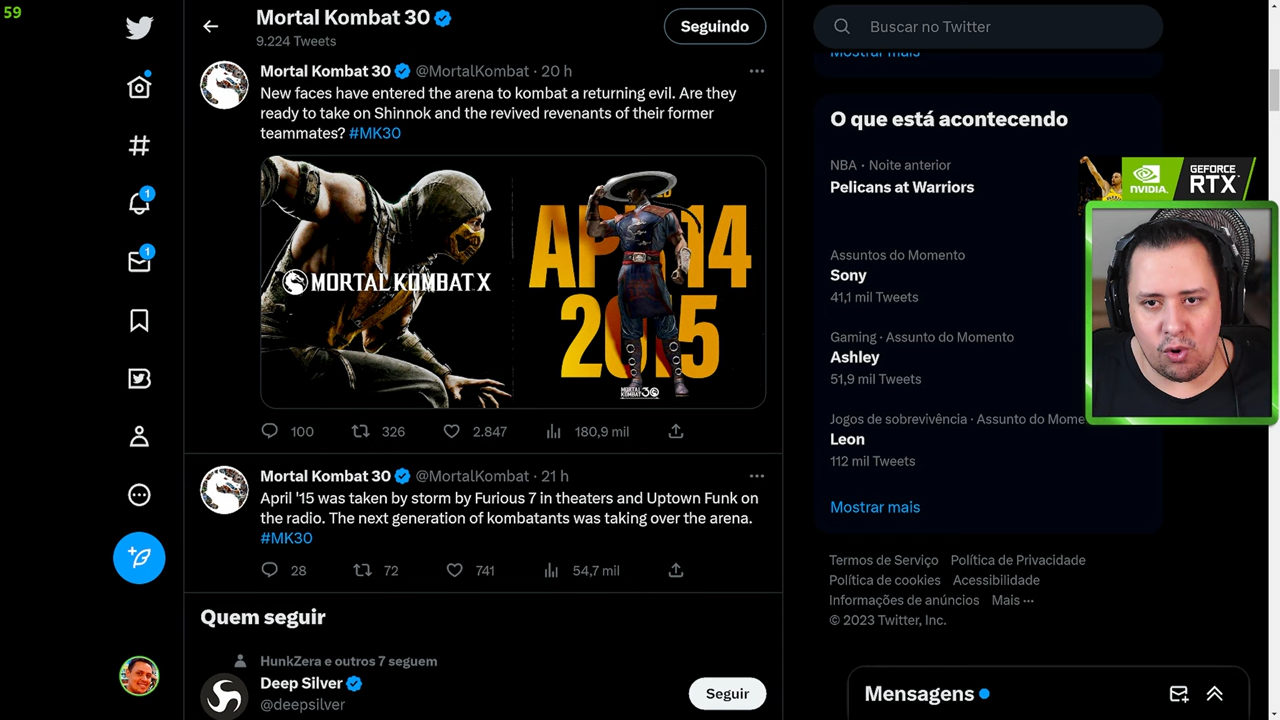 59
Mortal Kombat 30
9.224 Tweets
Seguindo
Mortal Kombat 30 @MortalKombat · 20 h
New faces have entered the arena to kombat a returning evil. Are they
ready to take on Shinnok and the revived revenants of their former
teammates? #MK30
MORTAL KOMBAT X
2015
MORTAL KOMBAT 30
100
326
2.847
180,9 mil
Mortal Kombat 30 @MortalKombat · 21 h
April '15 was taken by storm by Furious 7 in theaters and Uptown Funk on
the radio. The next generation of kombatants was taking over the arena.
#MK30
28
72
741
54,7 mil
Quem seguir
HunkZera e outros 7 seguem
Deep Silver
@deepsilver
Seguir
Buscar no Twitter
Mostrar mais
O que está acontecendo
NBA · Noite anterior
Pelicans at Warriors
NVIDIA
GEFORCE
RTX
Assuntos do Momento
Sony
41,1 mil Tweets
Gaming · Assunto do Momento
Ashley
51,9 mil Tweets
Jogos de sobrevivência · Assunto do Mome
Leon
112 mil Tweets
Mostrar mais
Termos de Serviço Política de Privacidade
Política de cookies Acessibilidade
Informações de anúncios Mais ···
© 2023 Twitter, Inc.
Mensagens
1
1